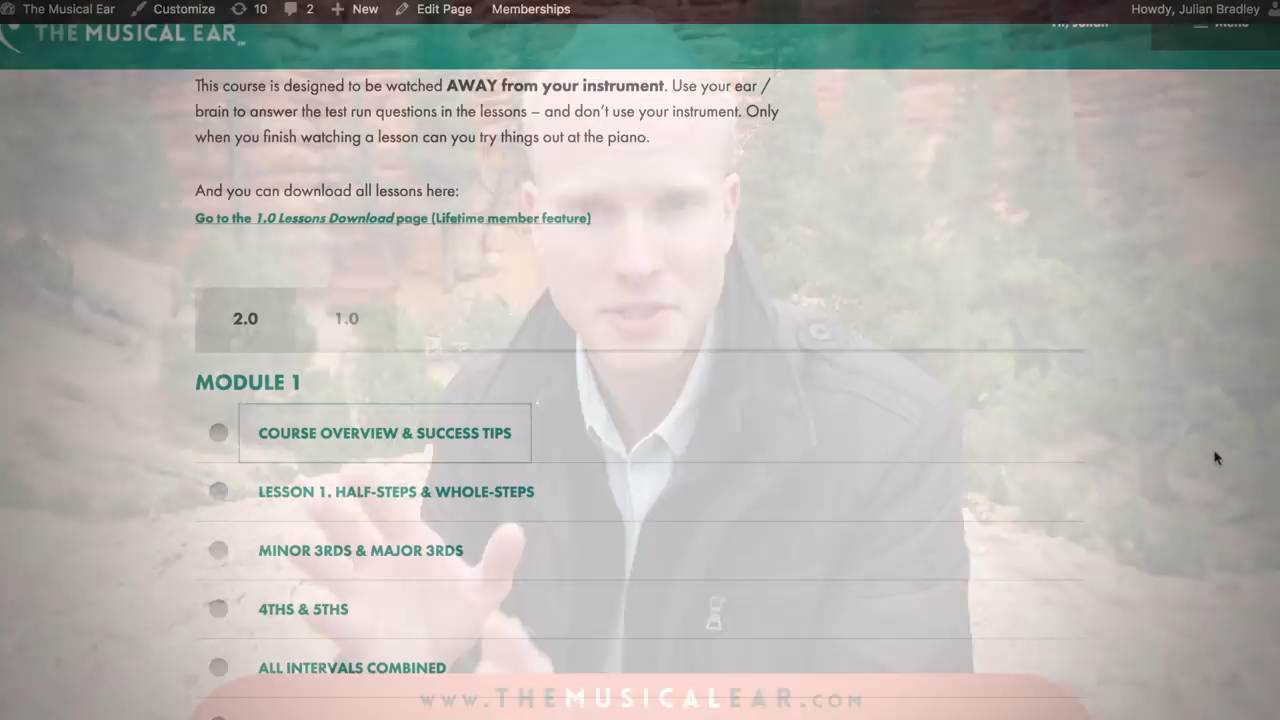 The Musical Ear Customize 10 2 New Edit Page Memberships Howdy, Julian Bradley
THE MUSICAL EAR Hi, Julian Menu
This course is designed to be watched AWAY from your instrument. Use your ear /
brain to answer the test run questions in the lessons – and don't use your instrument. Only
when you finish watching a lesson can you try things out at the piano.
And you can download all lessons here:
Go to the 1.0 Lessons Download page (Lifetime member feature)
2.0 1.0
MODULE 1
COURSE OVERVIEW & SUCCESS TIPS
LESSON 1. HALF-STEPS & WHOLE-STEPS
MINOR 3RDS & MAJOR 3RDS
4THS & 5THS
ALL INTERVALS COMBINED
WWW.THEMUSICALEAR.COM